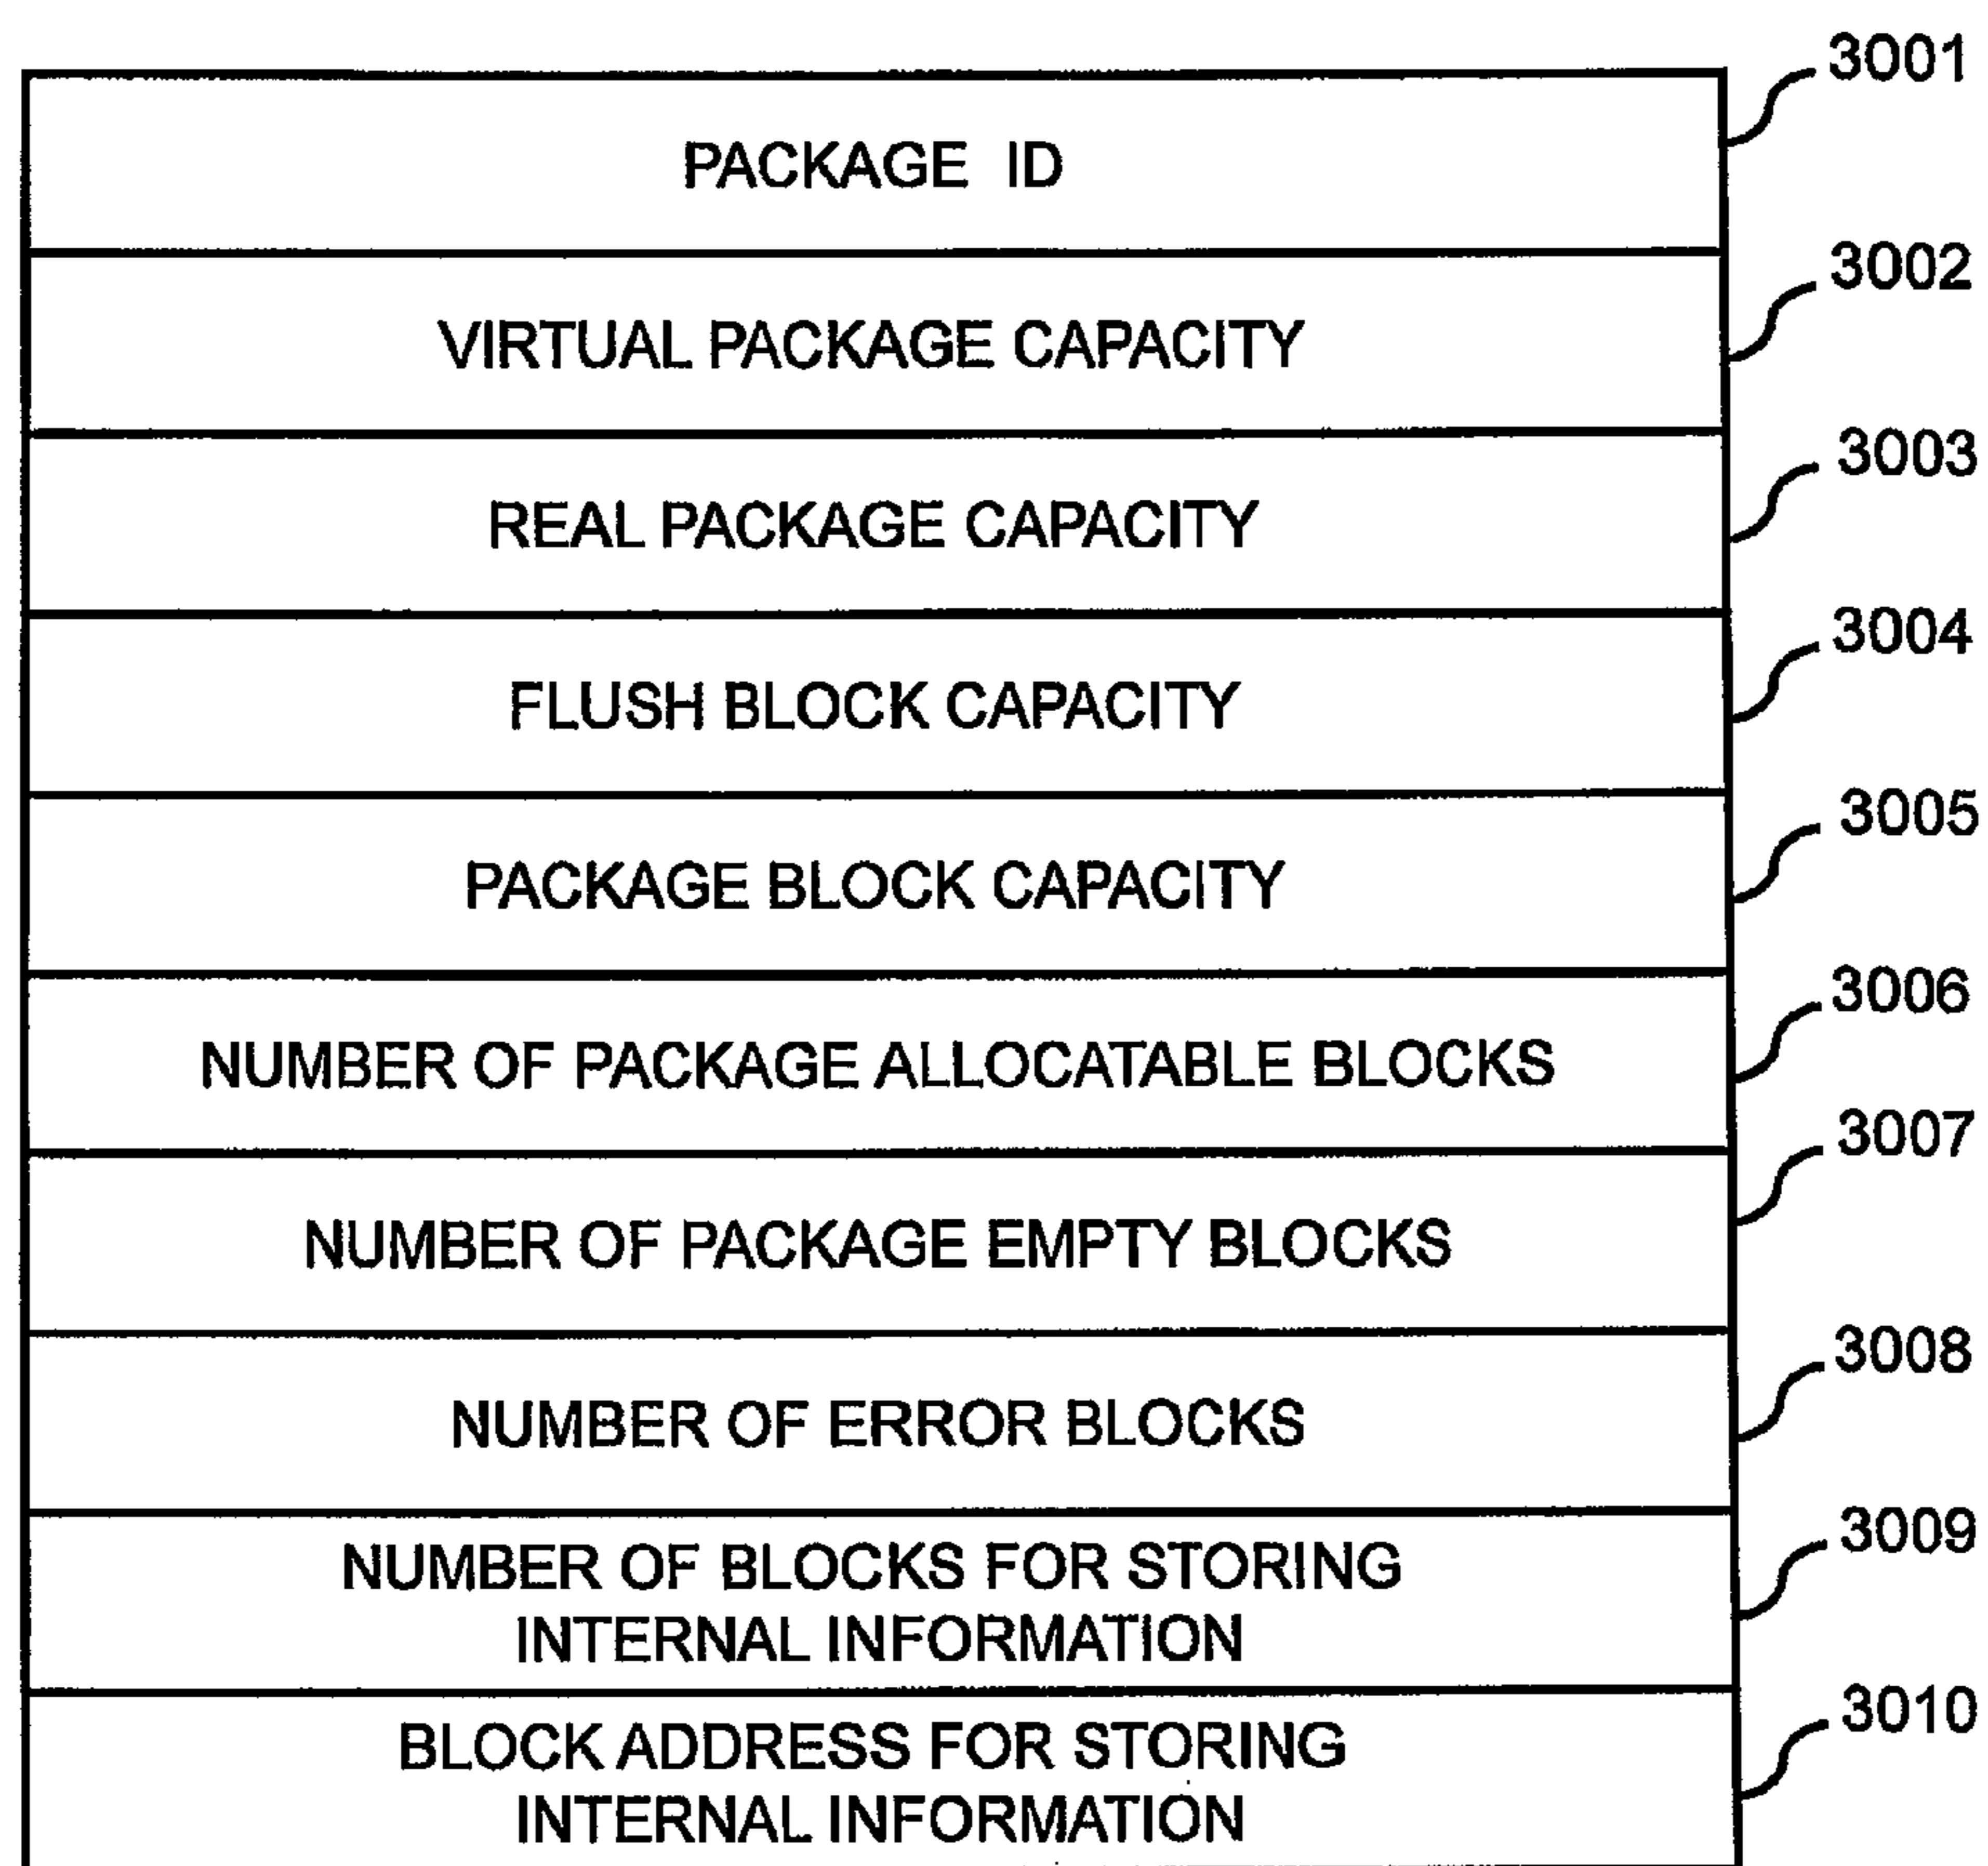 3001
PACKAGE ID
3002
VIRTUAL PACKAGE CAPACITY
3003
REAL PACKAGE CAPACITY
3004
FLUSH BLOCK CAPACITY
3005
PACKAGE BLOCK CAPACITY
3006
NUMBER OF PACKAGE ALLOCATABLE BLOCKS
3007
NUMBER OF PACKAGE EMPTY BLOCKS
3008
NUMBER OF ERROR BLOCKS
3009
NUMBER OF BLOCKS FOR STORING
INTERNAL INFORMATION
3010
BLOCK ADDRESS FOR STORING
INTERNAL INFORMATION